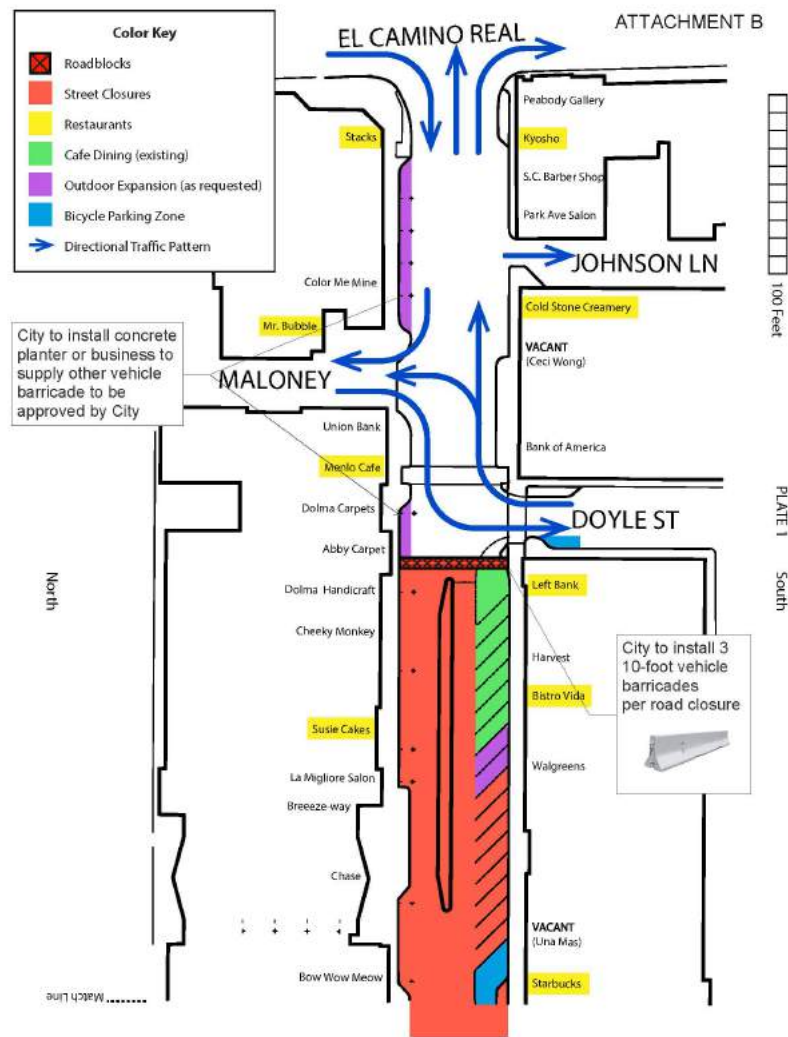 EL CAMINO REAL
ATTACHMENT B
Color Key
Roadblocks
Street Closures
Restaurants
Cafe Dining (existing)
Outdoor Expansion (as requested)
Bicycle Parking Zone
Directional Traffic Pattern
Stacks
Color Me Mine
Mr. Bubble
Peabody Gallery
Kyosho
S.C. Barber Shop
Park Ave Salon
JOHNSON LN
100 Feet
Cold Stone Creamery
VACANT
(Ceci Wong)
Bank of America
City to install concrete
planter or business to
supply other vehicle
barricade to be
approved by City
MALONEY
Union Bank
Menlo Cafe
Dolma Carpets
Abby Carpet
DOYLE ST
PLATE 1
North
South
Dolma Handicraft
Cheeky Monkey
Susie Cakes
La Migliore Salon
Breeeze-way
Chase
Bow Wow Meow
Match Line
Left Bank
Harvest
Bistro Vida
Walgreens
City to install 3
10-foot vehicle
barricades
per road closure
VACANT
(Una Mas)
Starbucks